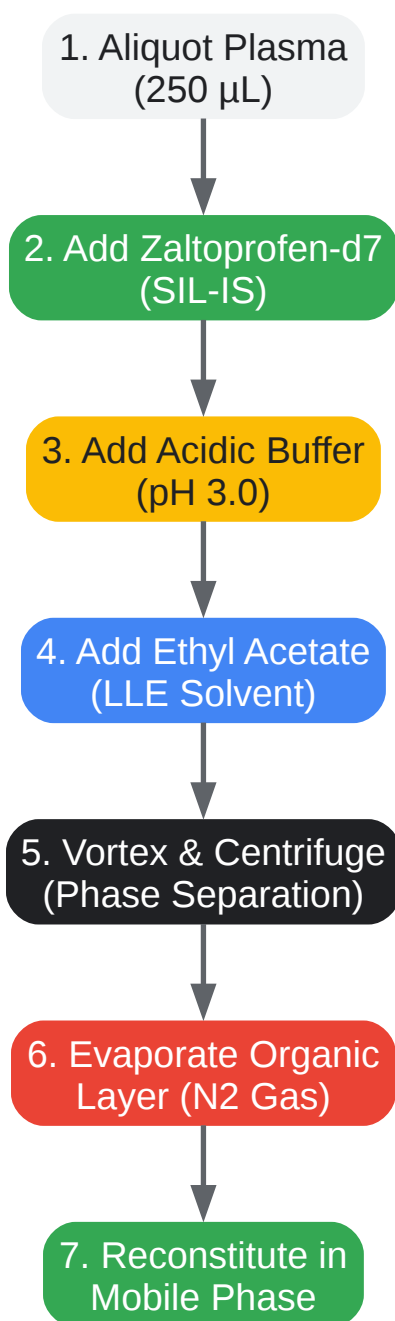 1. Aliquot Plasma
(250 µL)
2. Add Zaltoprofen-d7
(SIL-IS)
3. Add Acidic Buffer
(pH 3.0)
4. Add Ethyl Acetate
(LLE Solvent)
5. Vortex & Centrifuge
(Phase Separation)
6. Evaporate Organic
Layer (N2 Gas)
7. Reconstitute in
Mobile Phase